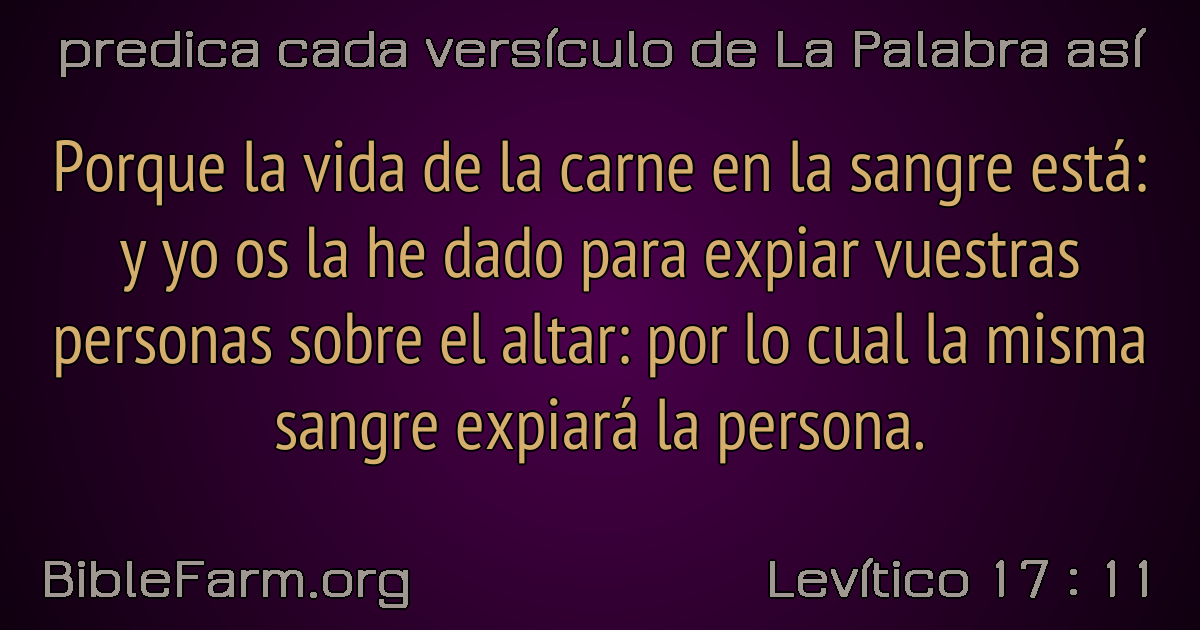 predica cada versículo de La Palabra así
Porque la vida de la carne en la sangre está:
y yo os la he dado para expiar vuestras
personas sobre el altar: por lo cual la misma
sangre expiará la persona.
BibleFarm.org
Levítico 17 : 11